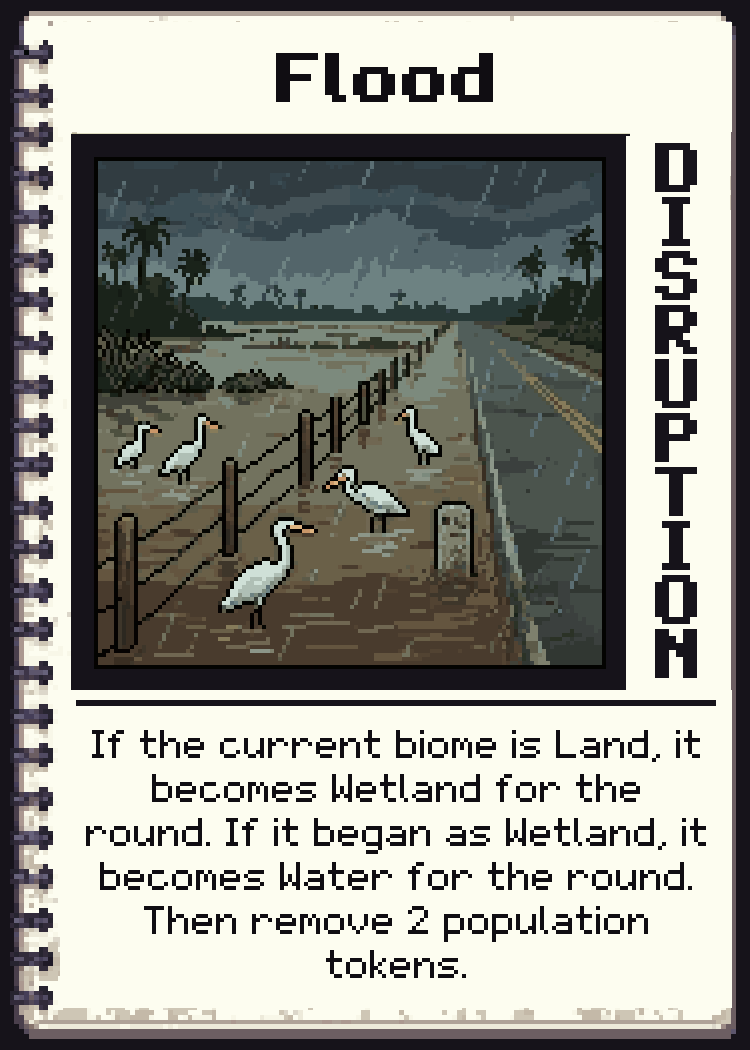 Flood
DISRUPTION
If the current biome is Land, it
becomes Wetland for the
round. If it began as Wetland, it
becomes Water for the round.
Then remove 2 population
tokens.